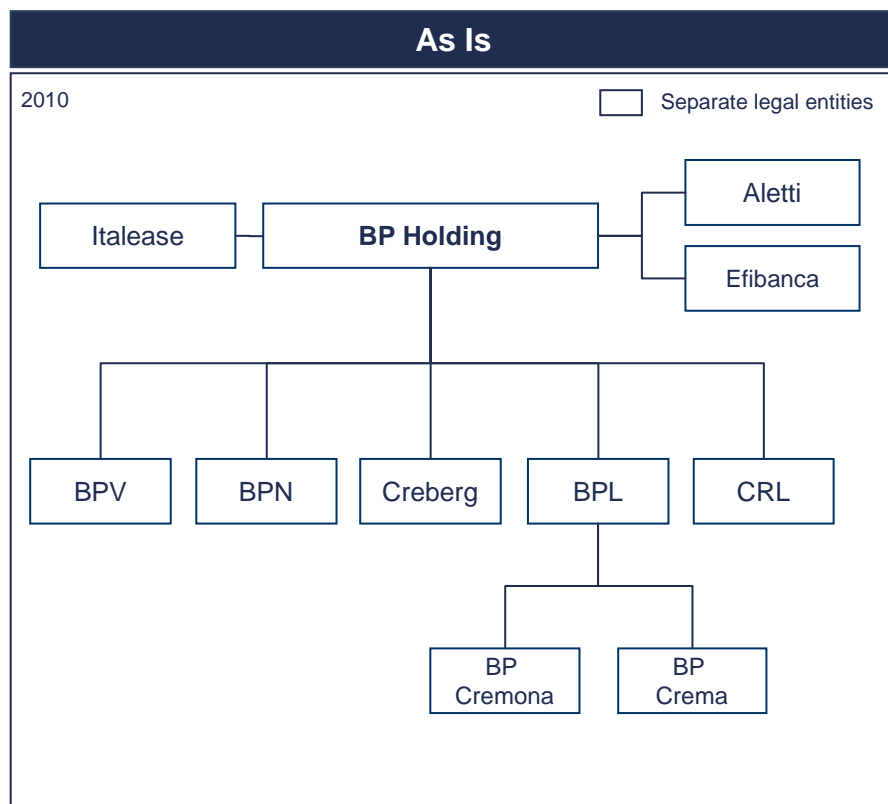 As Is
2010
Separate legal entities
Aletti
Italease
BP Holding
Efibanca
BPV
BPN
Creberg
BPL
CRL
BP
Cremona
BP
Crema